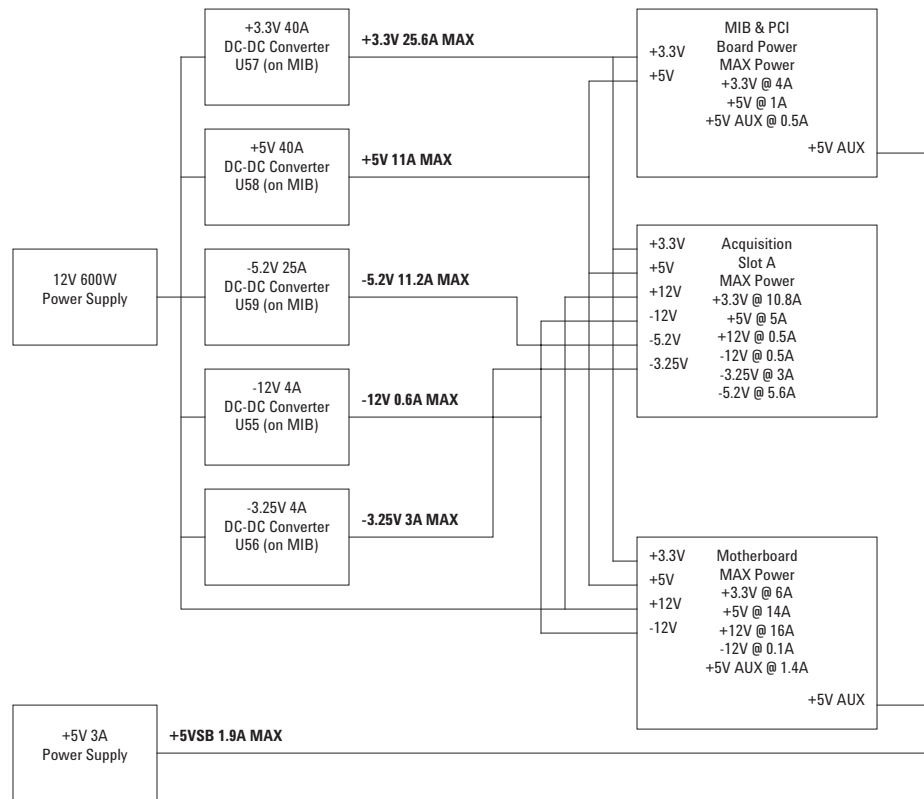 +3.3V 40A
DC-DC Converter
U57 (on MIB)
+3.3V 25.6A MAX
+5V 40A
DC-DC Converter
U58 (on MIB)
+5V 11A MAX
12V 600W
Power Supply
-5.2V 25A
DC-DC Converter
U59 (on MIB)
-5.2V 11.2A MAX
-12V 4A
DC-DC Converter
U55 (on MIB)
-12V 0.6A MAX
-3.25V 4A
DC-DC Converter
U56 (on MIB)
-3.25V 3A MAX
+5V 3A
Power Supply
+5VSB 1.9A MAX
+3.3V
+5V
MIB & PCI
Board Power
MAX Power
+3.3V @ 4A
+5V @ 1A
+5V AUX @ 0.5A
+5V AUX
+3.3V
+5V
+12V
-12V
-5.2V
-3.25V
Acquisition
Slot A
MAX Power
+3.3V @ 10.8A
+5V @ 5A
+12V @ 0.5A
-12V @ 0.5A
-3.25V @ 3A
-5.2V @ 5.6A
+3.3V
+5V
+12V
-12V
Motherboard
MAX Power
+3.3V @ 6A
+5V @ 14A
+12V @ 16A
-12V @ 0.1A
+5V AUX @ 1.4A
+5V AUX